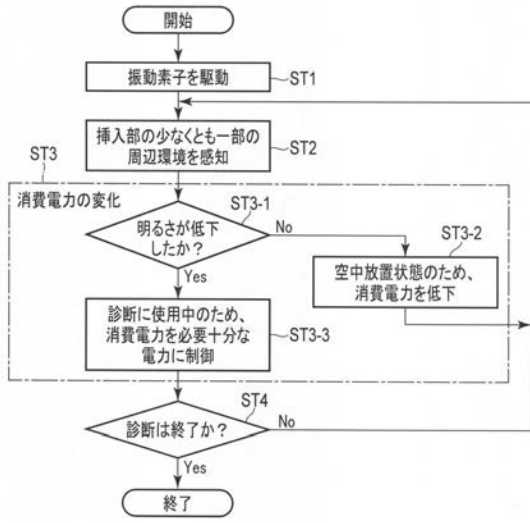 開始
振動素子を駆動
ST1
挿入部の少なくとも一部の
周辺環境を感知
ST2
ST3
消費電力の変化
ST3-1
明るさが低下
したか?
No
Yes
ST3-2
空中放置状態のため、
消費電力を低下
診断に使用中のため、
消費電力を必要十分な
電力に制御
ST3-3
ST4
診断は終了か?
No
Yes
終了